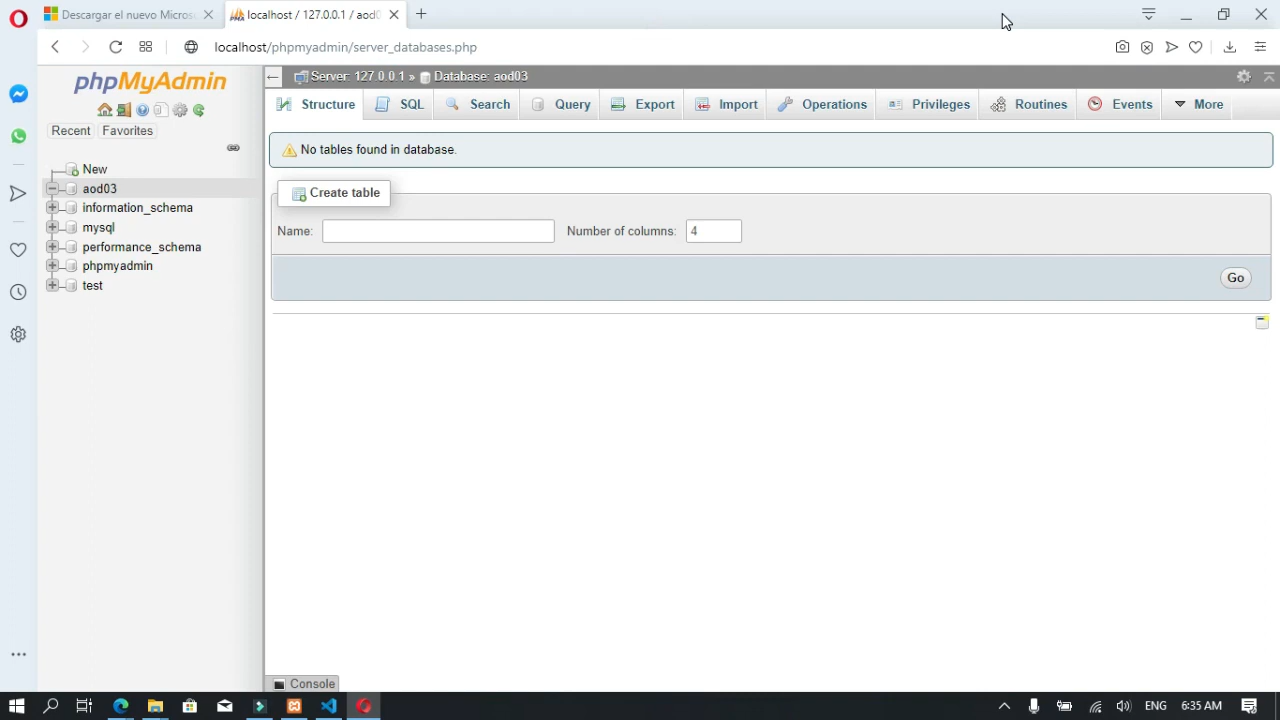 Descargar el nuevo Micros
localhost / 127.0.0.1 / aod0
localhost/phpmyadmin/server_databases.php
phpMyAdmin
Recent Favorites
New
aod03
information_schema
mysql
performance_schema
phpmyadmin
test
Server: 127.0.0.1 » Database: aod03
Structure SQL Search Query Export Import Operations Privileges Routines Events More
No tables found in database.
Create table
Name: Number of columns: 4
Go
Console
ENG 6:35 AM